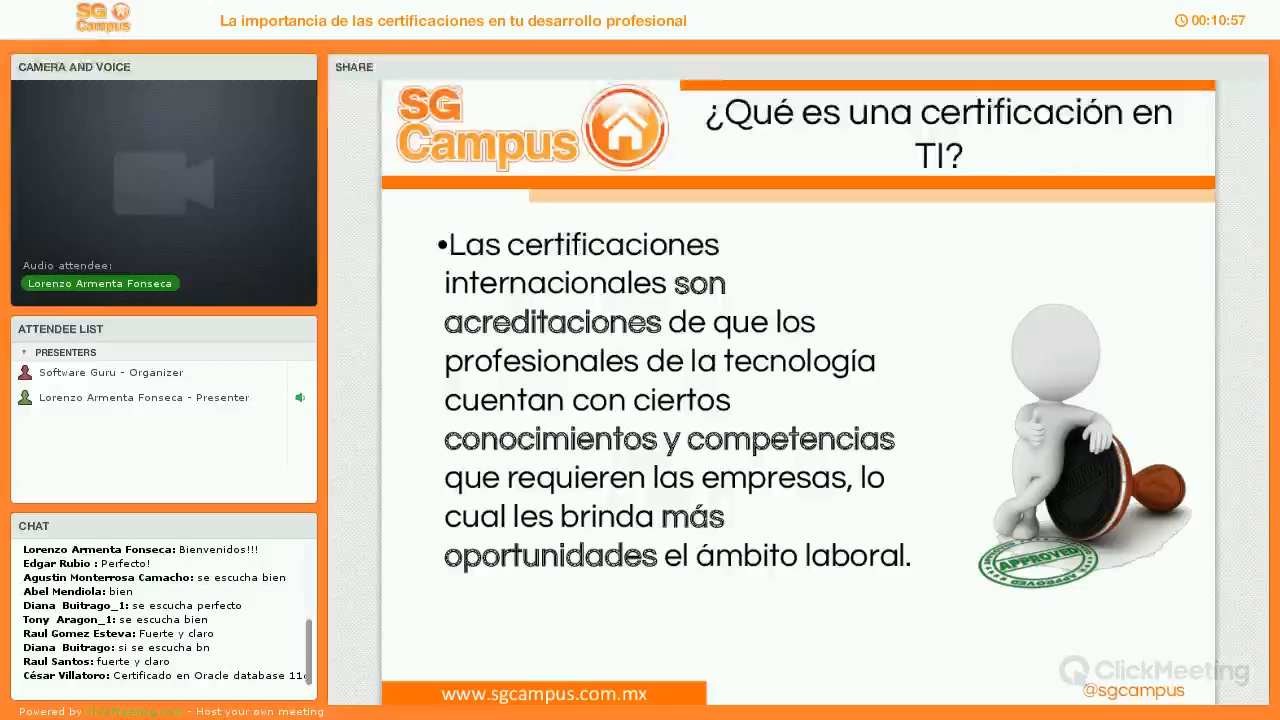 SG
Campus
La importancia de las certificaciones en tu desarrollo profesional
00:10:57
CAMERA AND VOICE
Audio attendee:
Lorenzo Armenta Fonseca
ATTENDEE LIST
PRESENTERS
Software Guru - Organizer
Lorenzo Armenta Fonseca - Presenter
CHAT
Lorenzo Armenta Fonseca: Bienvenidos!!!
Edgar Rubio : Perfecto!
Agustin Monterrosa Camacho: se escucha bien
Abel Mendiola: bien
Diana Buitrago_1: se escucha perfecto
Tony Aragon_1: se escucha bien
Raul Gomez Esteva: Fuerte y claro
Diana Buitrago: si se escucha bn
Raul Santos: fuerte y claro
César Villatoro: Certificado en Oracle database 11
Powered by ClickMeeting.com - Host your own meeting
SHARE
SG
Campus
¿Qué es una certificación en
TI?
•Las certificaciones
internacionales son
acreditaciones de que los
profesionales de la tecnología
cuentan con ciertos
conocimientos y competencias
que requieren las empresas, lo
cual les brinda más
oportunidades el ámbito laboral.
APPROVED
www.sgcampus.com.mx
ClickMeeting
@sgcampus